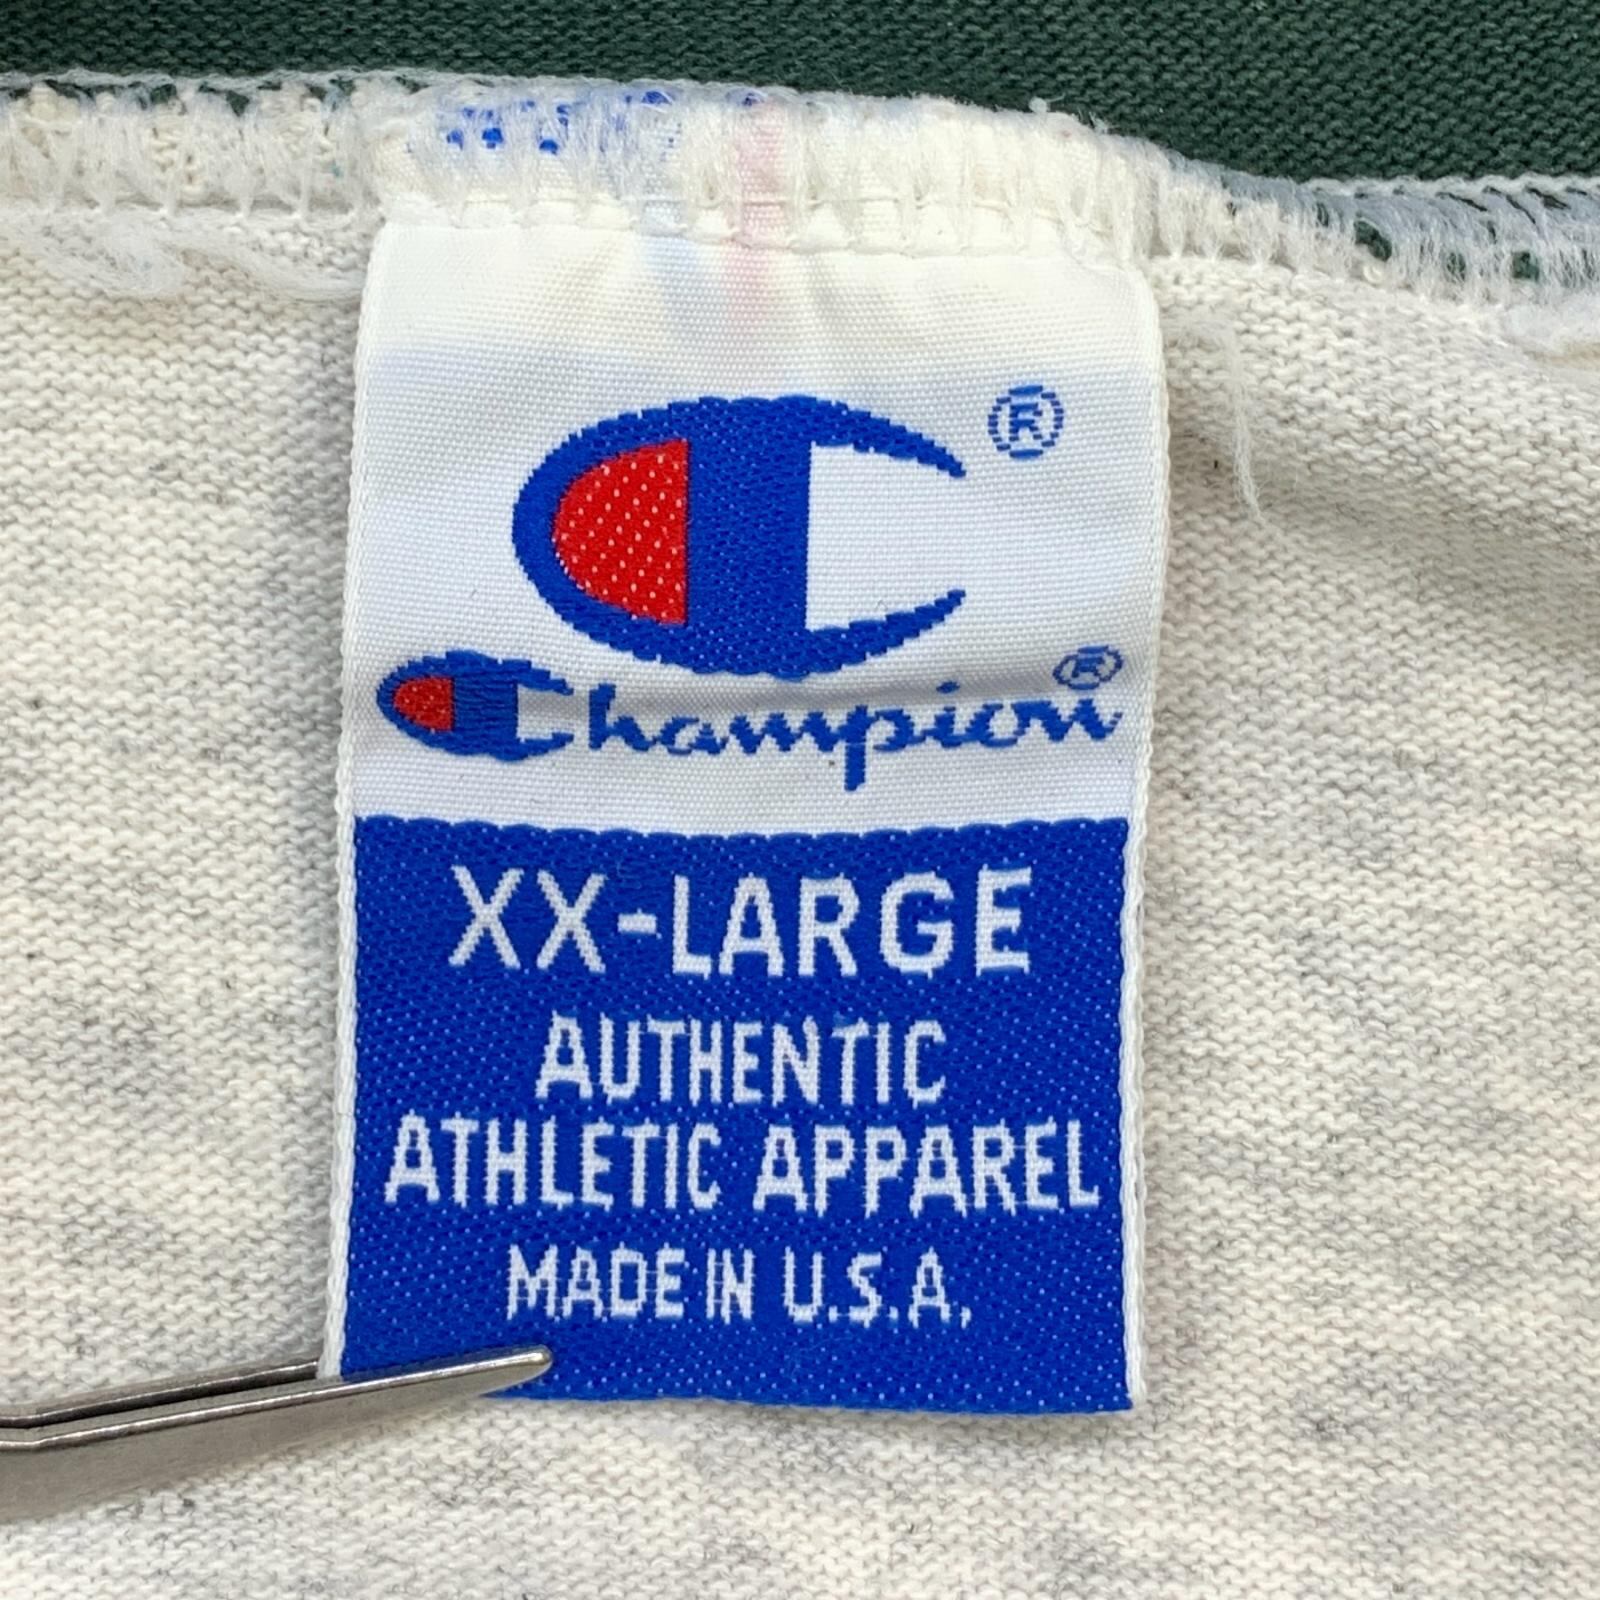 ®
Champion®
XX-LARGE
AUTHENTIC
ATHLETIC APPAREL
MADE IN U.S.A.